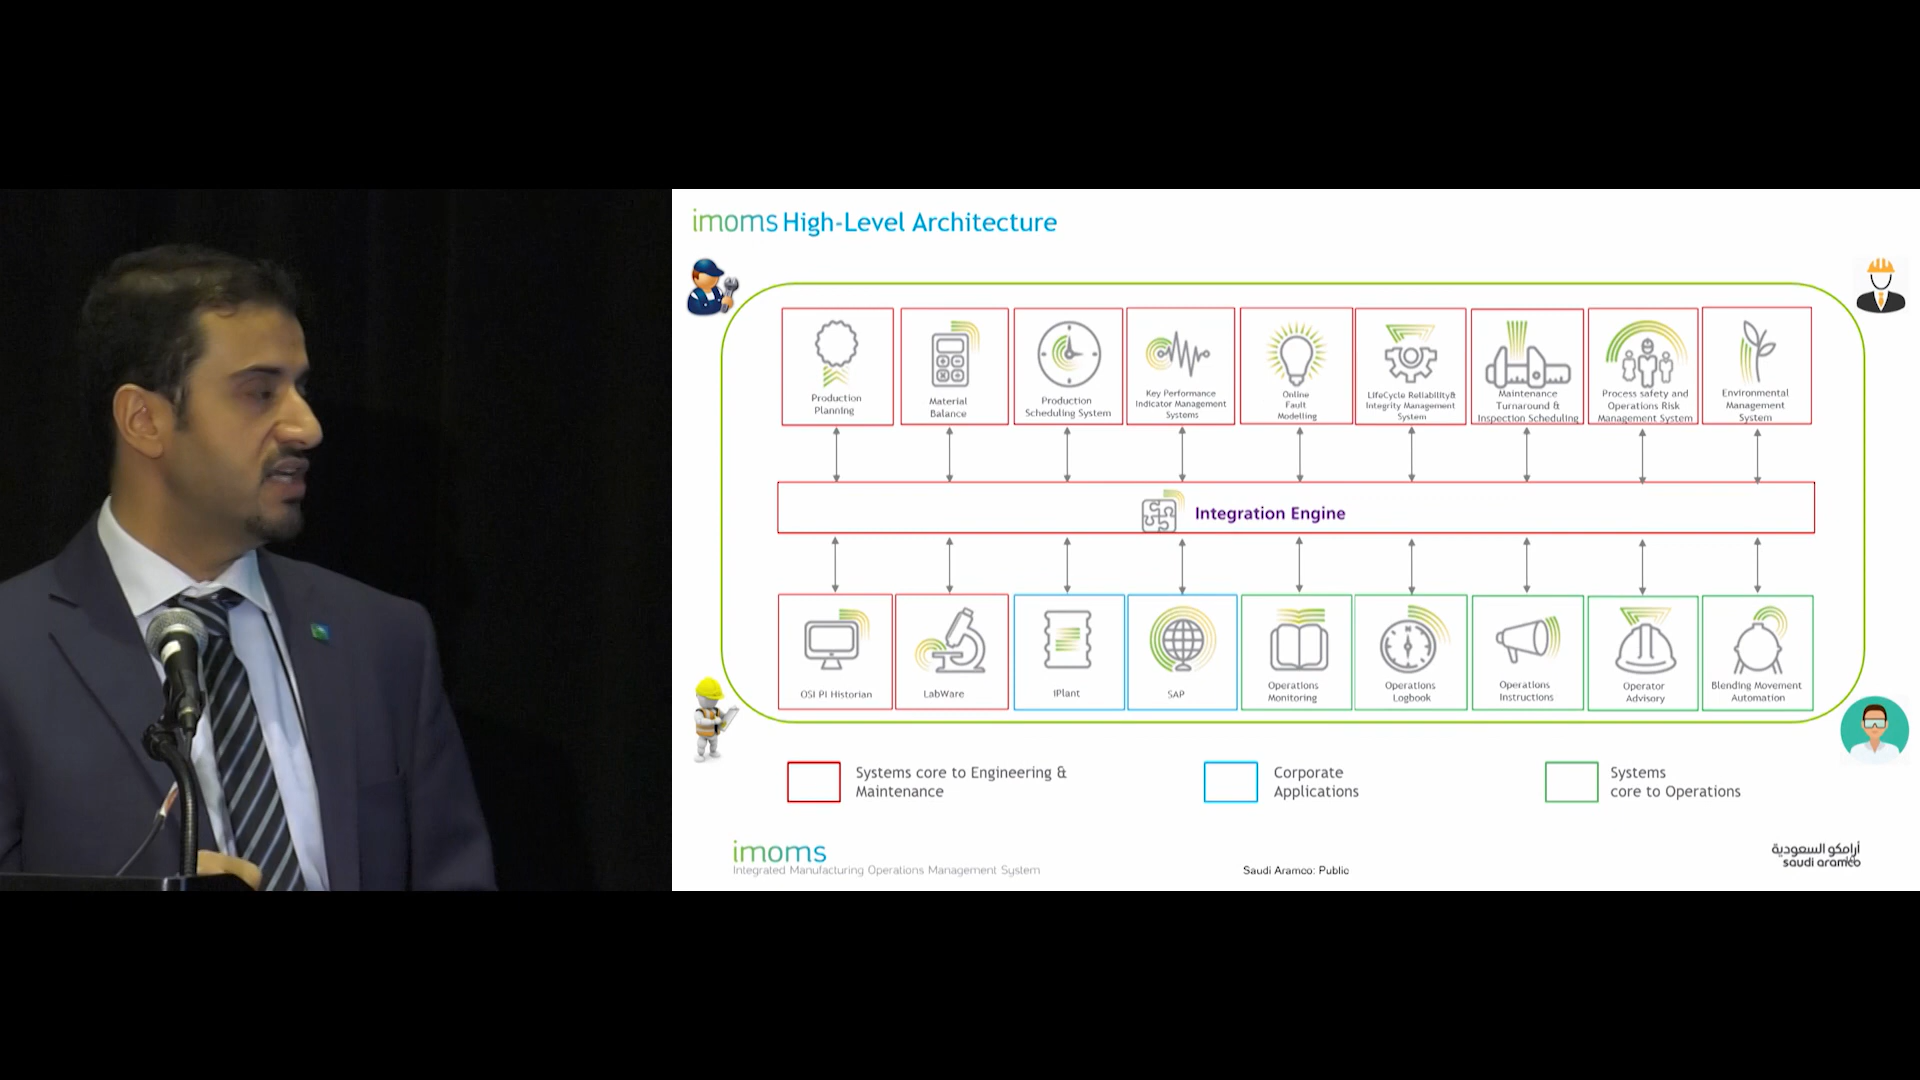 imoms High-Level Architecture
Production
Planning
Material
Balance
Production
Scheduling System
Key Performance
Indicator Management
Systems
Online
Fault
Modelling
LifeCycle Reliability&
Integrity Management
System
Maintenance
Turnaround &
Inspection Scheduling
Process safety and
Operations Risk
Management System
Environmental
Management
System
Integration Engine
OSI PI Historian
LabWare
IPlant
SAP
Operations
Monitoring
Operations
Logbook
Operations
Instructions
Operator
Advisory
Blending Movement
Automation
Systems core to Engineering &
Maintenance
Corporate
Applications
Systems
core to Operations
imoms
Integrated Manufacturing Operations Management System
Saudi Aramco: Public
أرامكو السعودية
saudi aramco